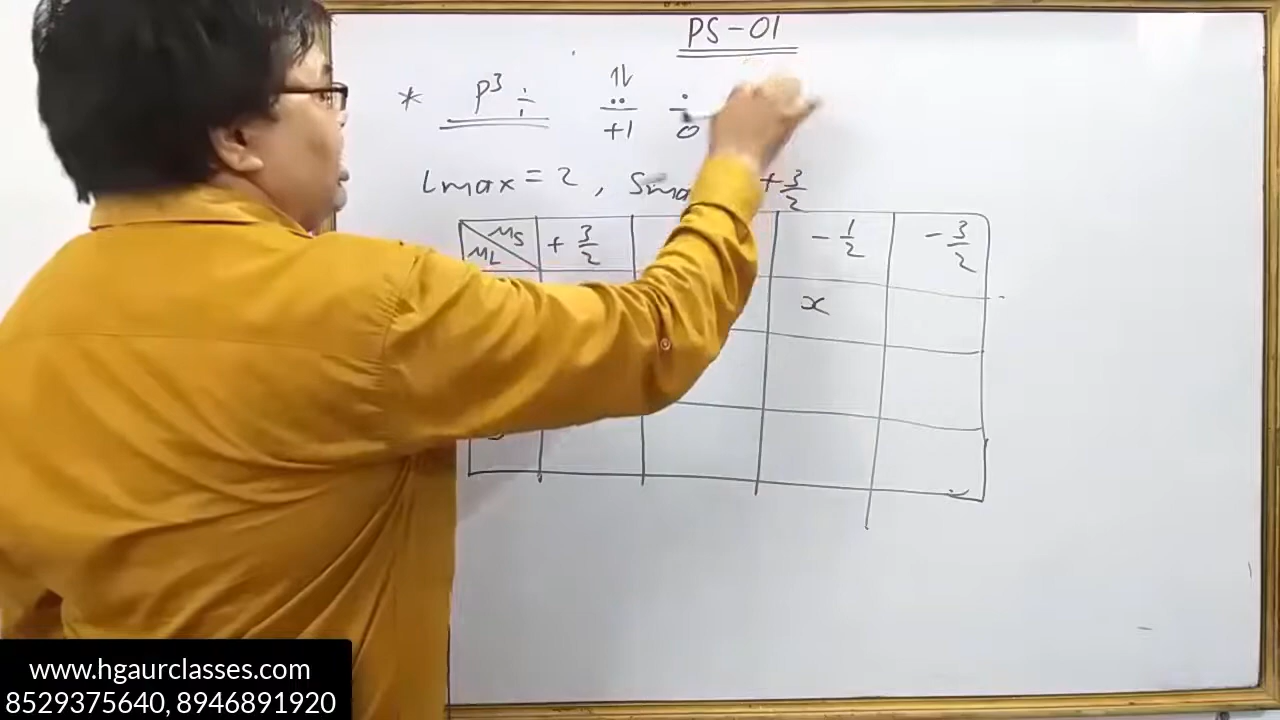 PS-01
* P³ ÷ ⥮
+1 0
Lmax = 2, + 3/2
MS ML + 3/2 - 1/2 - 3/2
x
www.hgaurclasses.com
8529375640, 8946891920